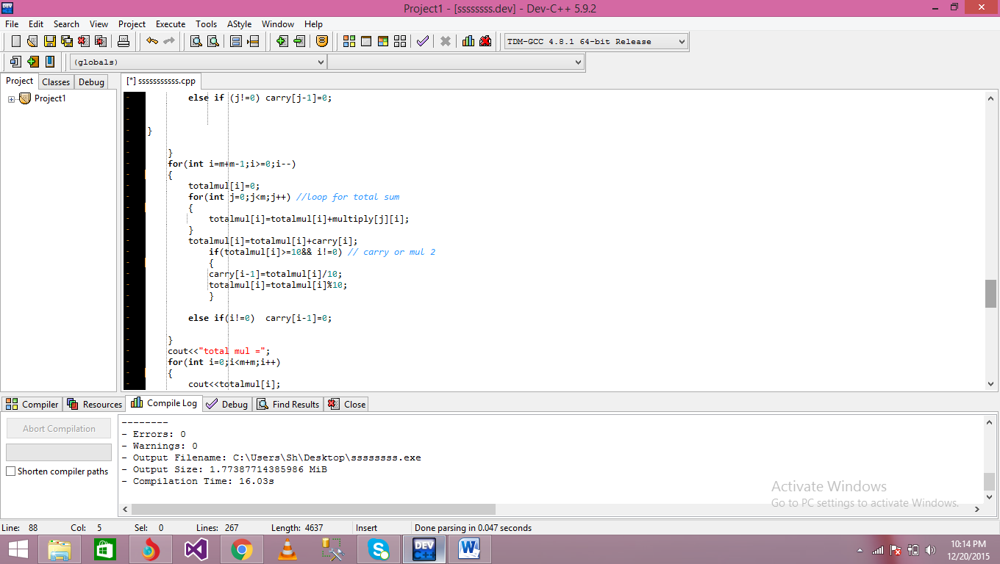 Project1 - [ssssssss.dev] - Dev-C++ 5.9.2
File Edit Search View Project Execute Tools AStyle Window Help
TDM-GCC 4.8.1 64-bit Release
(globals)
Project Classes Debug
[*] sssssssssss.cpp
Project1
else if (j!=0) carry[j-1]=0;
}
}
for(int i=m+m-1;i>=0;i--)
{
totalmul[i]=0;
for(int j=0;j<m;j++) //loop for total sum
{
totalmul[i]=totalmul[i]+multiply[j][i];
}
totalmul[i]=totalmul[i]+carry[i];
if(totalmul[i]>=10&& i!=0) // carry or mul 2
{
carry[i-1]=totalmul[i]/10;
totalmul[i]=totalmul[i]%10;
}
else if(i!=0)  carry[i-1]=0;
}
cout<<"total mul =";
for(int i=0;i<m+m;i++)
{
cout<<totalmul[i];
Compiler Resources Compile Log Debug Find Results Close
Abort Compilation
Shorten compiler paths
--------
- Errors: 0
- Warnings: 0
- Output Filename: C:\Users\Sh\Desktop\ssssssss.exe
- Output Size: 1.77387714385986 MiB
- Compilation Time: 16.03s
Activate Windows
Go to PC settings to activate Windows.
Line: 88 Col: 5 Sel: 0 Lines: 267 Length: 4637 Insert Done parsing in 0.047 seconds
10:14 PM
12/20/2015